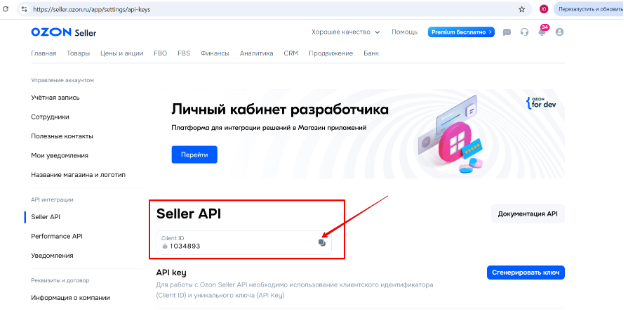 https://seller.ozon.ru/app/settings/api-keys
Перезапустить и обновить
OZON Seller
Хорошее качество
Помощь
Premium бесплатно
Главная Товары Цены и акции FBO FBS Финансы Аналитика CRM Продвижение Банк
Управление аккаунтом
Учётная запись
Сотрудники
Полезные контакты
Мои уведомления
Название магазина и логотип
API интеграции
Seller API
Performance API
Уведомления
Реквизиты и договор
Информация о компании
Личный кабинет разработчика
Платформа для интеграции решений в Магазин приложений
Перейти
OZON
for dev
Seller API
Документация API
Client ID
1034893
API key
Сгенерировать ключ
Для работы с Ozon Seller API необходимо использование клиентского идентификатора
(Client ID) и уникального ключа (API Key)